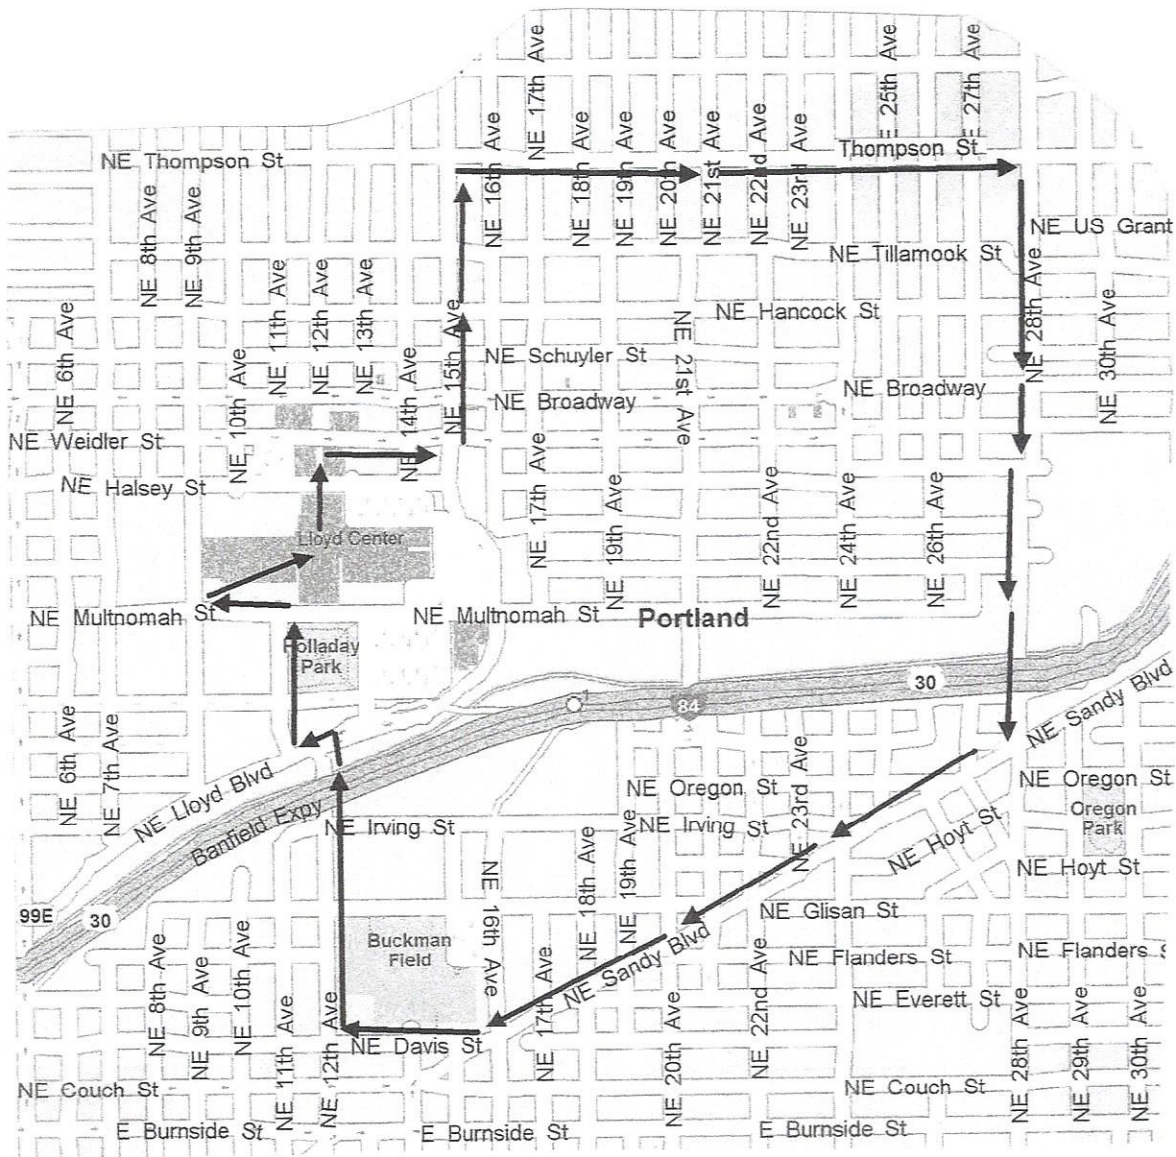 NE 17th Ave
E 25th Ave
NE 27th Ave
NE 16th Ave
NE 18th Ave
NE 19th Ave
NE 20th Ave
NE 21st Ave
NE 22nd Ave
NE 23rd Ave
NE Thompson St
Thompson St
NE 8th Ave
NE 9th Ave
NE US Grant
NE Tillamook St
NE 28th Ave
NE 30th Ave
NE 11th Ave
NE 12th Ave
NE 13th Ave
NE 6th Ave
NE 10th Ave
NE 14th Ave
NE 15th Ave
NE Hancock St
NE 21st Ave
NE Schuyler St
NE Broadway
NE Broadway
NE Weidler St
NE Halsey St
NE 17th Ave
NE 19th Ave
NE 22nd Ave
NE 24th Ave
NE 26th Ave
Lloyd Center
NE Multnomah St
NE Multnomah St
Portland
Holladay
Park
30
84
1
NE Sandy Blvd
NE 6th Ave
NE 7th Ave
NE Lloyd Blvd
Banfield Expy
NE Oregon St
NE 23rd Ave
NE Oregon St
Oregon
Park
NE Irving St
NE Irving St
NE Hoyt St
NE Hoyt St
NE 16th Ave
NE 18th Ave
NE 19th Ave
99E
30
NE Glisan St
Buckman
Field
NE Sandy Blvd
NE Flanders St
NE Flanders S
NE 8th Ave
NE 9th Ave
NE 10th Ave
NE 11th Ave
NE 12th Ave
NE 17th Ave
NE 20th Ave
NE 22nd Ave
NE Everett St
NE 28th Ave
NE 29th Ave
NE 30th Ave
NE Davis St
NE Couch St
NE Couch St
E Burnside St
E Burnside St
E Burnside St